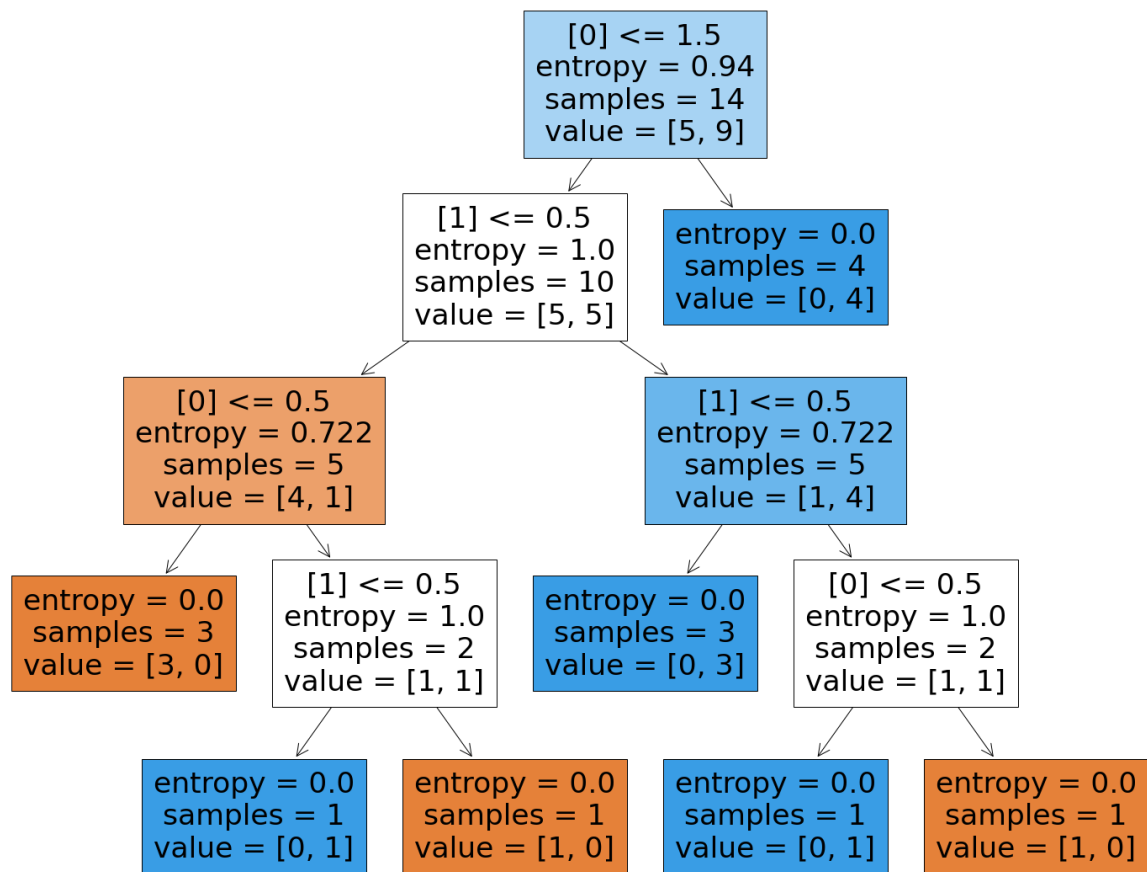 [0] <= 1.5
entropy = 0.94
samples = 14
value = [5, 9]
[1] <= 0.5
entropy = 1.0
samples = 10
value = [5, 5]
entropy = 0.0
samples = 4
value = [0, 4]
[0] <= 0.5
entropy = 0.722
samples = 5
value = [4, 1]
[1] <= 0.5
entropy = 0.722
samples = 5
value = [1, 4]
entropy = 0.0
samples = 3
value = [3, 0]
[1] <= 0.5
entropy = 1.0
samples = 2
value = [1, 1]
entropy = 0.0
samples = 3
value = [0, 3]
[0] <= 0.5
entropy = 1.0
samples = 2
value = [1, 1]
entropy = 0.0
samples = 1
value = [0, 1]
entropy = 0.0
samples = 1
value = [1, 0]
entropy = 0.0
samples = 1
value = [0, 1]
entropy = 0.0
samples = 1
value = [1, 0]